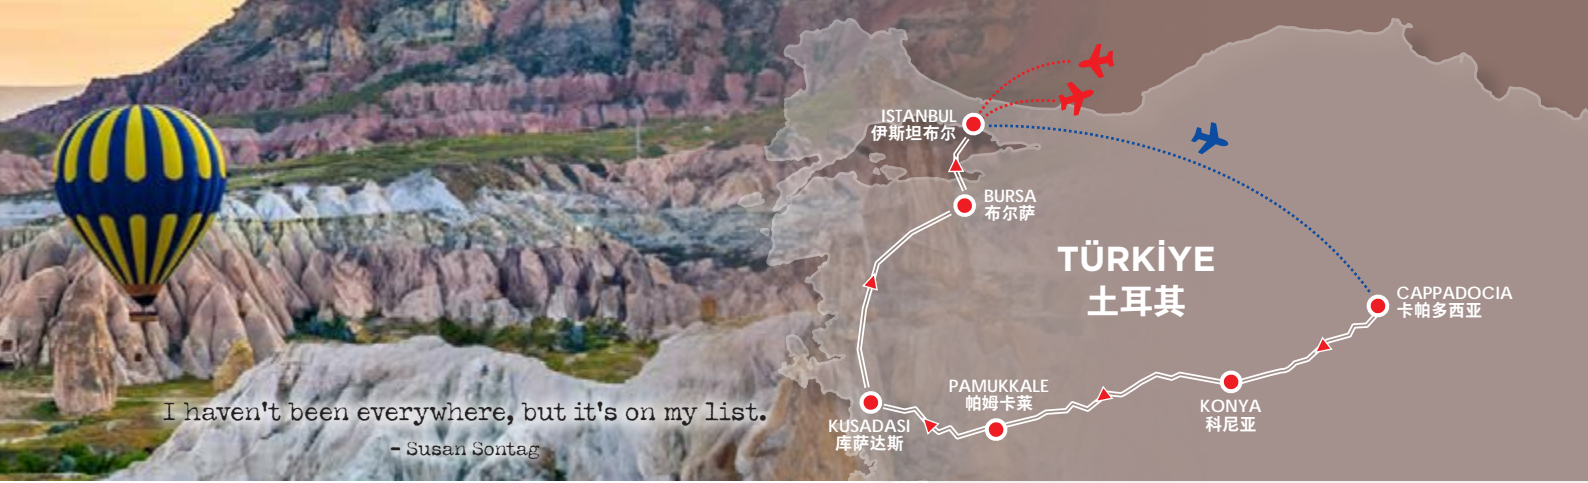 I haven't been everywhere, but it's on my list.
– Susan Sontag
ISTANBUL
伊斯坦布尔
BURSA
布尔萨
TÜRKİYE
土耳其
CAPPADOCIA
卡帕多西亚
PAMUKKALE
帕姆卡莱
KONYA
科尼亚
KUSADASI
库萨达斯